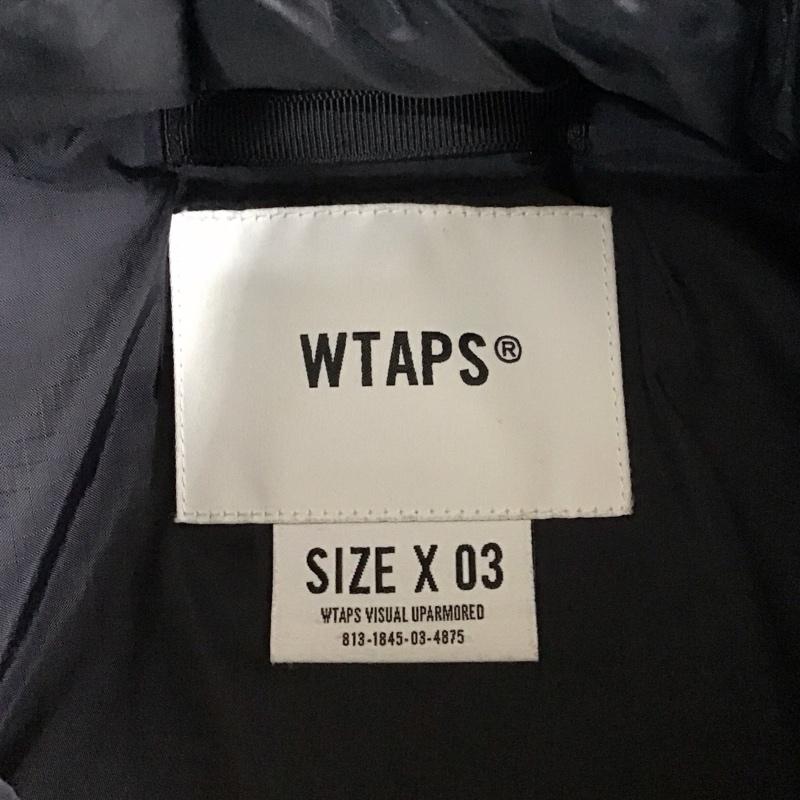 WTAPS®
SIZE X 03
WTAPS VISUAL UPARMORED
813-1845-03-4875